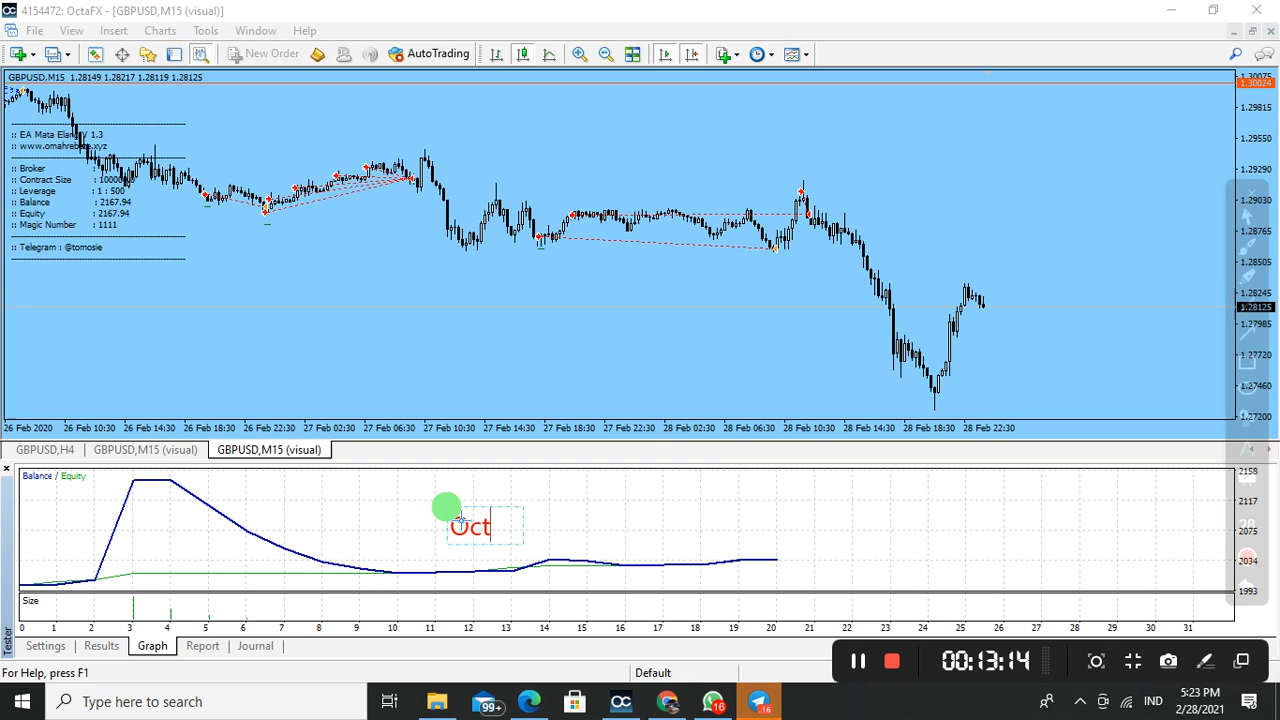 4154472: OctaFX - [GBPUSD,M15 (visual)]
File View Insert Charts Tools Window Help
New Order AutoTrading
GBPUSD,M15 1.28149 1.28217 1.28119 1.28125
:: EA Mata Elang V 1.3
:: Broker :
:: Contract Size : 10000
:: Leverage : 1 : 500
:: Balance : 2167.94
:: Equity : 2167.94
:: Magic Number : 1111
:: Telegram : @tomosie
1.30075
1.30024
1.29815
1.29550
1.29290
1.29030
1.28765
1.28505
1.28245
1.28125
1.27985
1.27720
1.27460
1.27200
26 Feb 2020 26 Feb 10:30 26 Feb 14:30 26 Feb 18:30 26 Feb 22:30 27 Feb 02:30 27 Feb 06:30 27 Feb 10:30 27 Feb 14:30 27 Feb 18:30 27 Feb 22:30 28 Feb 02:30 28 Feb 06:30 28 Feb 10:30 28 Feb 14:30 28 Feb 18:30 28 Feb 22:30
GBPUSD,H4 GBPUSD,M15 (visual) GBPUSD,M15 (visual)
Balance / Equity
Oct
2158
2117
2075
2034
1993
Size
0 1 2 3 4 5 6 7 8 9 10 11 12 13 14 15 16 17 18 19 20 21 22 23 24 25 26 27 28 29 30 31
Tester
Settings Results Graph Report Journal
00:13:14
For Help, press F1 Default
Type here to search
99+
16
16
IND
5:23 PM
2/28/2021